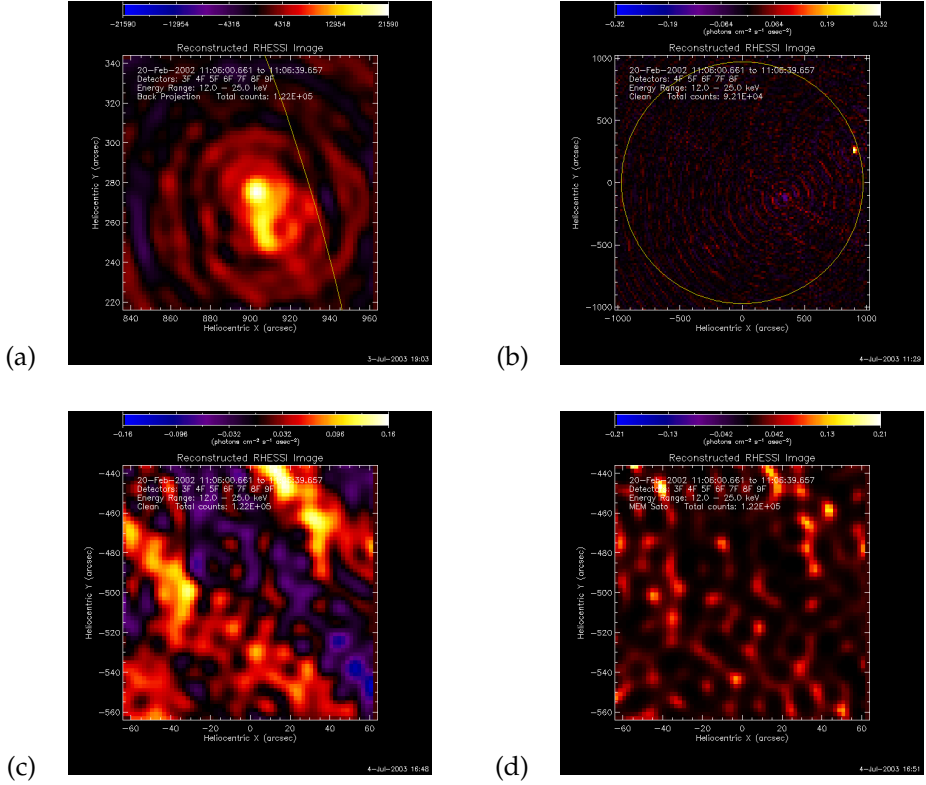 -21590 -12954 -4318 4318 12954 21590
Reconstructed RHESSI Image
20-Feb-2002 11:06:00.661 to 11:06:39.657
Detectors: 3F 4F 5F 6F 7F 8F 9F
Energy Range: 12.0 - 25.0 keV
Back Projection Total counts: 1.22E+05
340
320
300
280
260
240
220
Heliocentric Y (arcsec)
840 860 880 900 920 940 960
Heliocentric X (arcsec)
3-Jul-2003 19:03
(a)
-0.32 -0.19 -0.064 0.064 0.19 0.32
(photons cm-2 s-1 asec-2)
Reconstructed RHESSI Image
20-Feb-2002 11:06:00.661 to 11:06:39.657
Detectors: 4F 5F 6F 7F 8F
Energy Range: 12.0 - 25.0 keV
Clean Total counts: 9.21E+04
1000
500
0
-500
-1000
Heliocentric Y (arcsec)
-1000 -500 0 500 1000
Heliocentric X (arcsec)
4-Jul-2003 11:29
(b)
-0.16 -0.096 -0.032 0.032 0.096 0.16
(photons cm-2 s-1 asec-2)
Reconstructed RHESSI Image
20-Feb-2002 11:06:00.661 to 11:06:39.657
Detectors: 3F 4F 5F 6F 7F 8F 9F
Energy Range: 12.0 - 25.0 keV
Clean Total counts: 1.22E+05
-440
-460
-480
-500
-520
-540
-560
Heliocentric Y (arcsec)
-60 -40 -20 0 20 40 60
Heliocentric X (arcsec)
4-Jul-2003 16:48
(c)
-0.21 -0.13 -0.042 0.042 0.13 0.21
(photons cm-2 s-1 asec-2)
Reconstructed RHESSI Image
20-Feb-2002 11:06:00.661 to 11:06:39.657
Detectors: 3F 4F 5F 6F 7F 8F 9F
Energy Range: 12.0 - 25.0 keV
MEM Sato Total counts: 1.22E+05
-440
-460
-480
-500
-520
-540
-560
Heliocentric Y (arcsec)
-60 -40 -20 0 20 40 60
Heliocentric X (arcsec)
4-Jul-2003 16:51
(d)